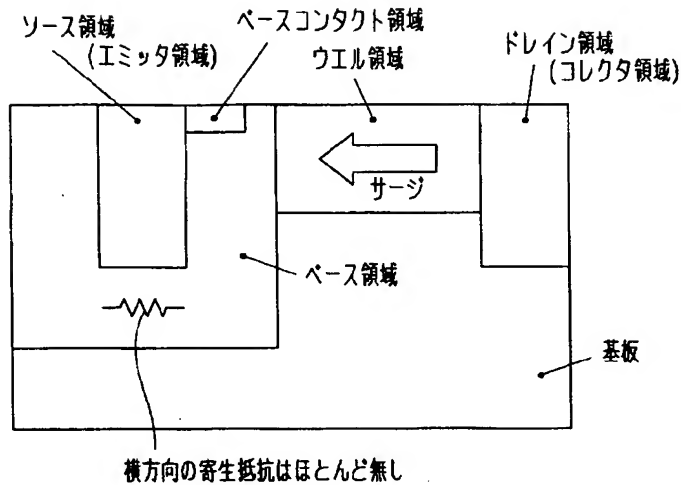 ソース領域
(エミッタ領域)
ベースコンタクト領域
ウエル領域
ドレイン領域
(コレクタ領域)
サージ
ベース領域
基板
横方向の寄生抵抗はほとんど無し